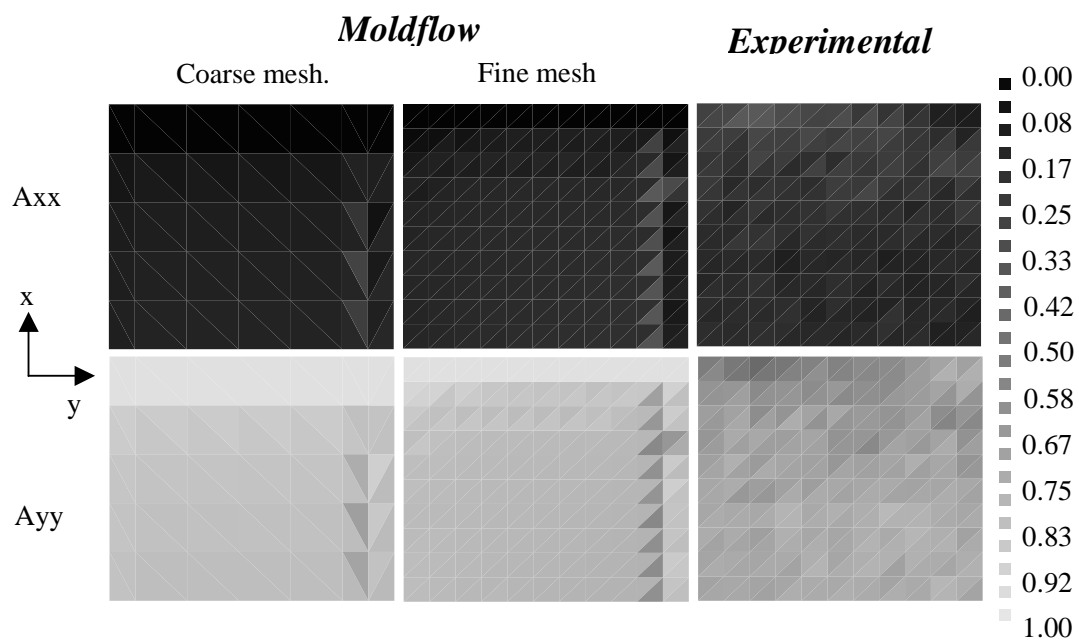 Moldflow
Experimental
Coarse mesh.
Fine mesh
Axx
x
y
Ayy
0.00
0.08
0.17
0.25
0.33
0.42
0.50
0.58
0.67
0.75
0.83
0.92
1.00